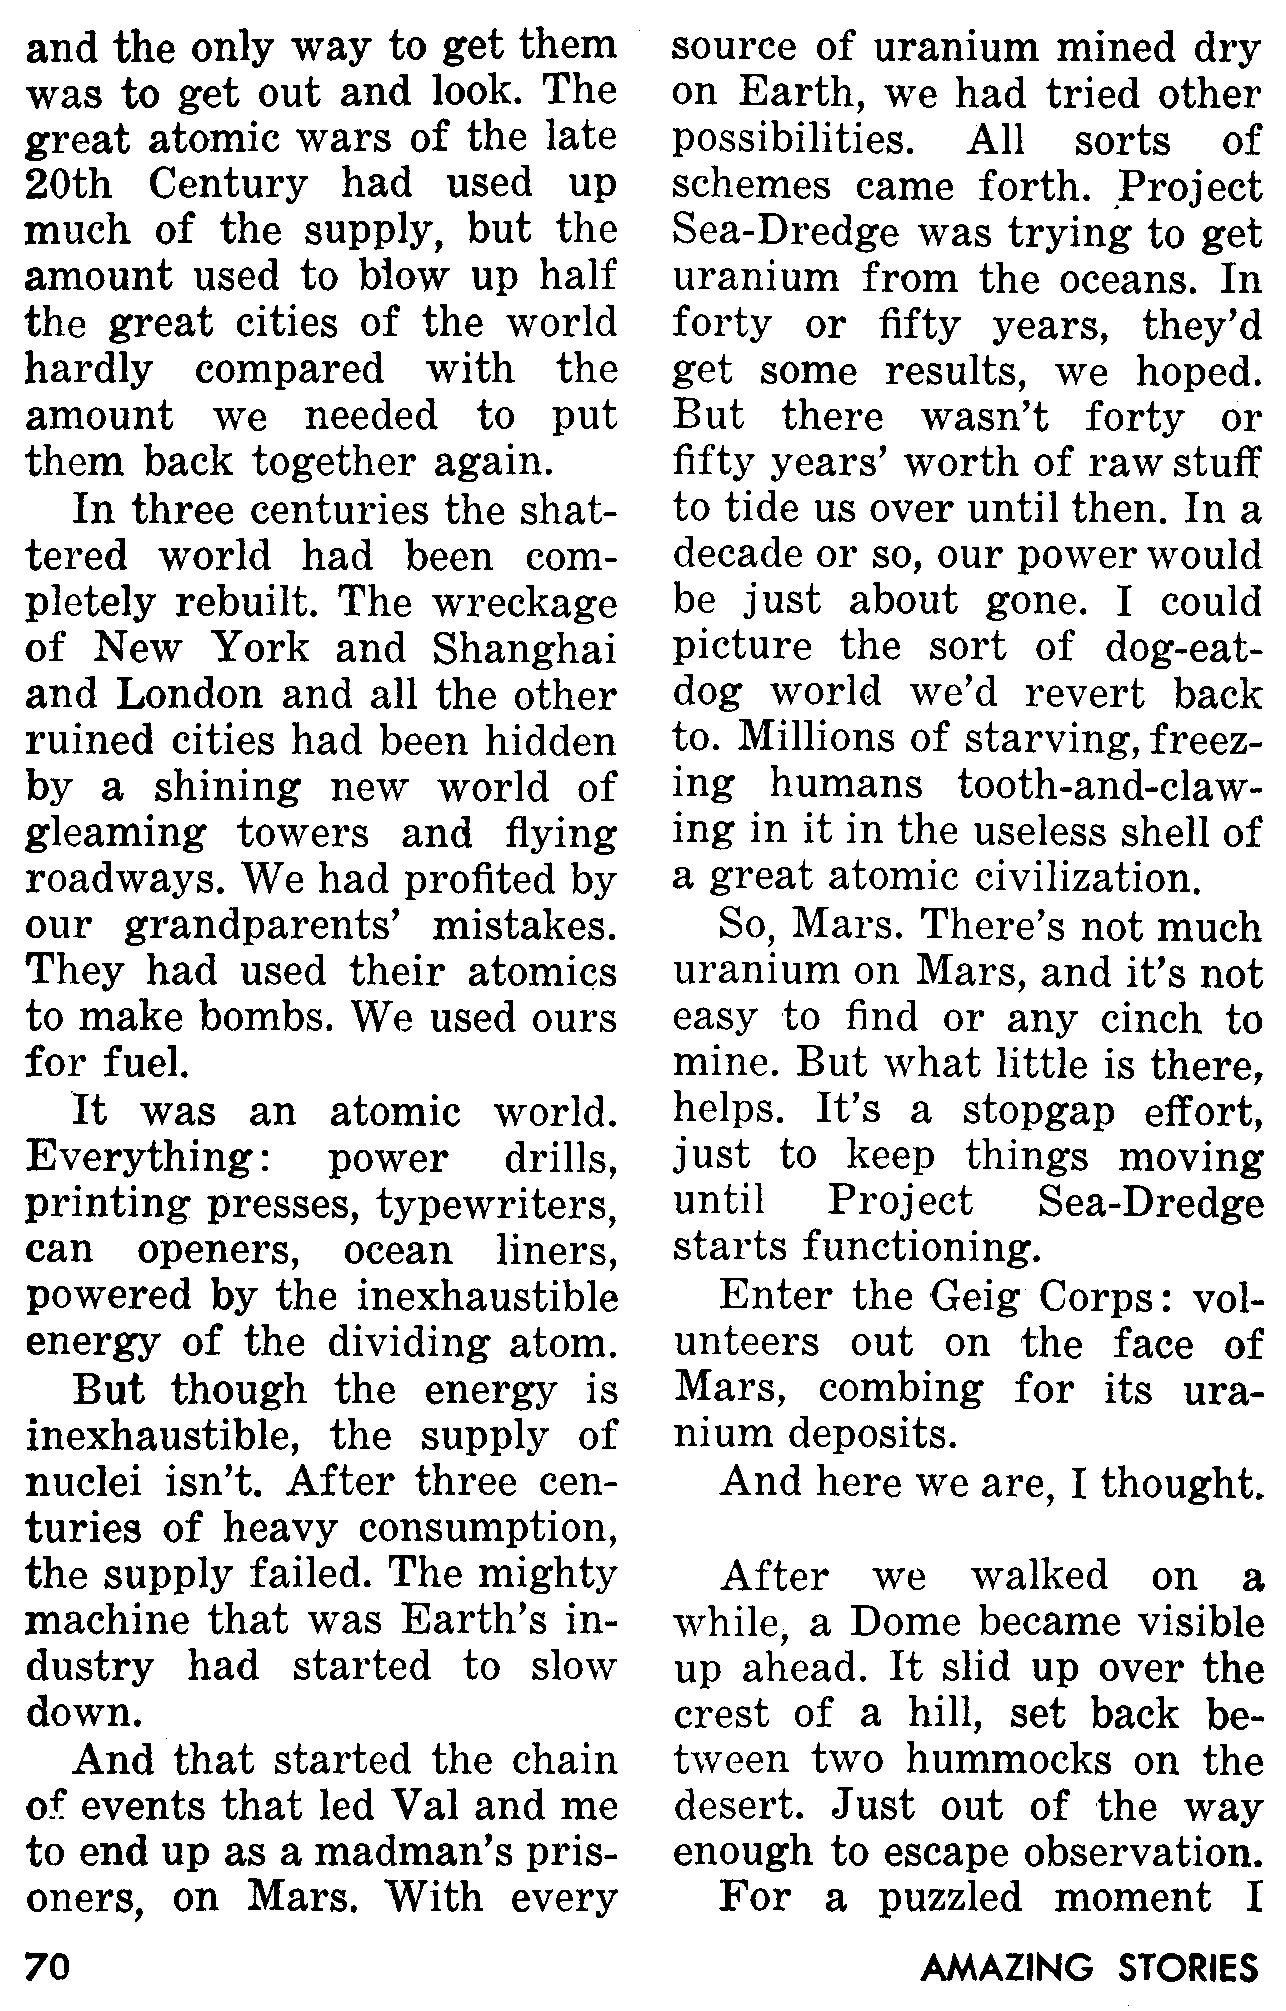 and the only way to get them
was to get out and look. The
great atomic wars of the late
20th Century had used up
much of the supply, but the
amount used to blow up half
the great cities of the world
hardly compared with the
amount we needed to put
them back together again.
In three centuries the shat-
tered world had been com-
pletely rebuilt. The wreckage
of New York and Shanghai
and London and all the other
ruined cities had been hidden
by a shining new world of
gleaming towers and flying
roadways. We had profited by
our grandparents' mistakes.
They had used their atomics
to make bombs. We used ours
for fuel.
It was an atomic world.
Everything: power drills,
printing presses, typewriters,
can openers, ocean liners,
powered by the inexhaustible
energy of the dividing atom.
But though the energy is
inexhaustible, the supply of
nuclei isn't. After three cen-
turies of heavy consumption,
the supply failed. The mighty
machine that was Earth's in-
dustry had started to slow
down.
And that started the chain
of events that led Val and me
to end up as a madman's pris-
oners, on Mars. With every
source of uranium mined dry
on Earth, we had tried other
possibilities. All sorts of
schemes came forth. Project
Sea-Dredge was trying to get
uranium from the oceans. In
forty or fifty years, they'd
get some results, we hoped.
But there wasn't forty or
fifty years' worth of raw stuff
to tide us over until then. In a
decade or so, our power would
be just about gone. I could
picture the sort of dog-eat-
dog world we'd revert back
to. Millions of starving, freez-
ing humans tooth-and-claw-
ing in it in the useless shell of
a great atomic civilization.
So, Mars. There's not much
uranium on Mars, and it's not
easy to find or any cinch to
mine. But what little is there,
helps. It's a stopgap effort,
just to keep things moving
until Project Sea-Dredge
starts functioning.
Enter the Geig Corps: vol-
unteers out on the face of
Mars, combing for its ura-
nium deposits.
And here we are, I thought.
After we walked on a
while, a Dome became visible
up ahead. It slid up over the
crest of a hill, set back be-
tween two hummocks on the
desert. Just out of the way
enough to escape observation.
For a puzzled moment I
70
AMAZING STORIES